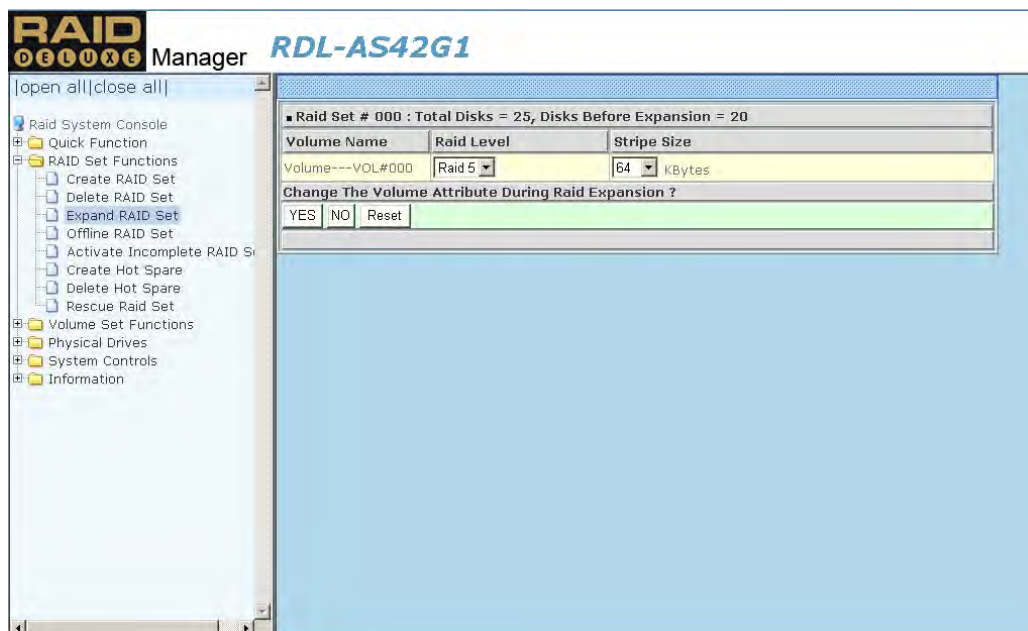 RAID
DELUXE Manager
RDL-AS42G1
|open all|close all|
Raid System Console
Quick Function
RAID Set Functions
Create RAID Set
Delete RAID Set
Expand RAID Set
Offline RAID Set
Activate Incomplete RAID
Create Hot Spare
Delete Hot Spare
Rescue Raid Set
Volume Set Functions
Physical Drives
System Controls
Information
Raid Set # 000 : Total Disks = 25, Disks Before Expansion = 20
Volume Name Raid Level Stripe Size
Volume---VOL#000 Raid 5 64 KBytes
Change The Volume Attribute During Raid Expansion ?
YES NO Reset